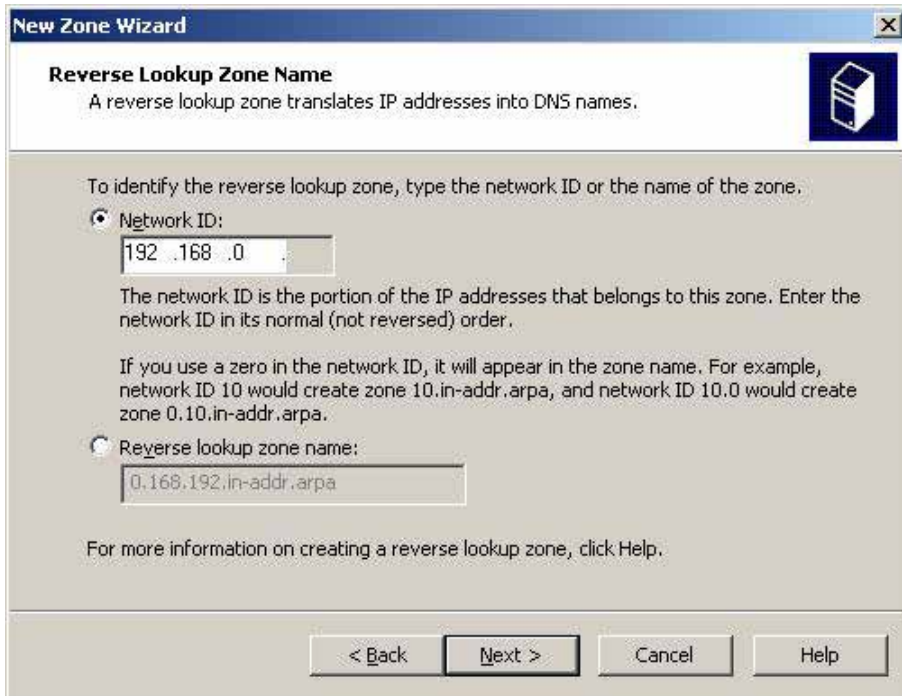 New Zone Wizard
Reverse Lookup Zone Name
A reverse lookup zone translates IP addresses into DNS names.
To identify the reverse lookup zone, type the network ID or the name of the zone.
Network ID:
192 .168 .0 .
The network ID is the portion of the IP addresses that belongs to this zone. Enter the
network ID in its normal (not reversed) order.
If you use a zero in the network ID, it will appear in the zone name. For example,
network ID 10 would create zone 10.in-addr.arpa, and network ID 10.0 would create
zone 0.10.in-addr.arpa.
Reverse lookup zone name:
0.168.192.in-addr.arpa
For more information on creating a reverse lookup zone, click Help.
< Back Next > Cancel Help